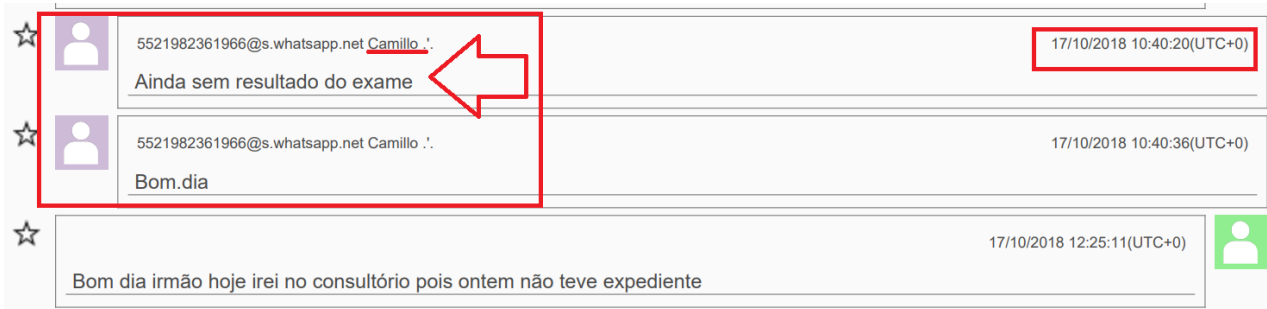 5521982361966@s.whatsapp.net Camillo .'. 17/10/2018 10:40:20(UTC+0)
Ainda sem resultado do exame
5521982361966@s.whatsapp.net Camillo .'. 17/10/2018 10:40:36(UTC+0)
Bom.dia
17/10/2018 12:25:11(UTC+0)
Bom dia irmão hoje irei no consultório pois ontem não teve expediente